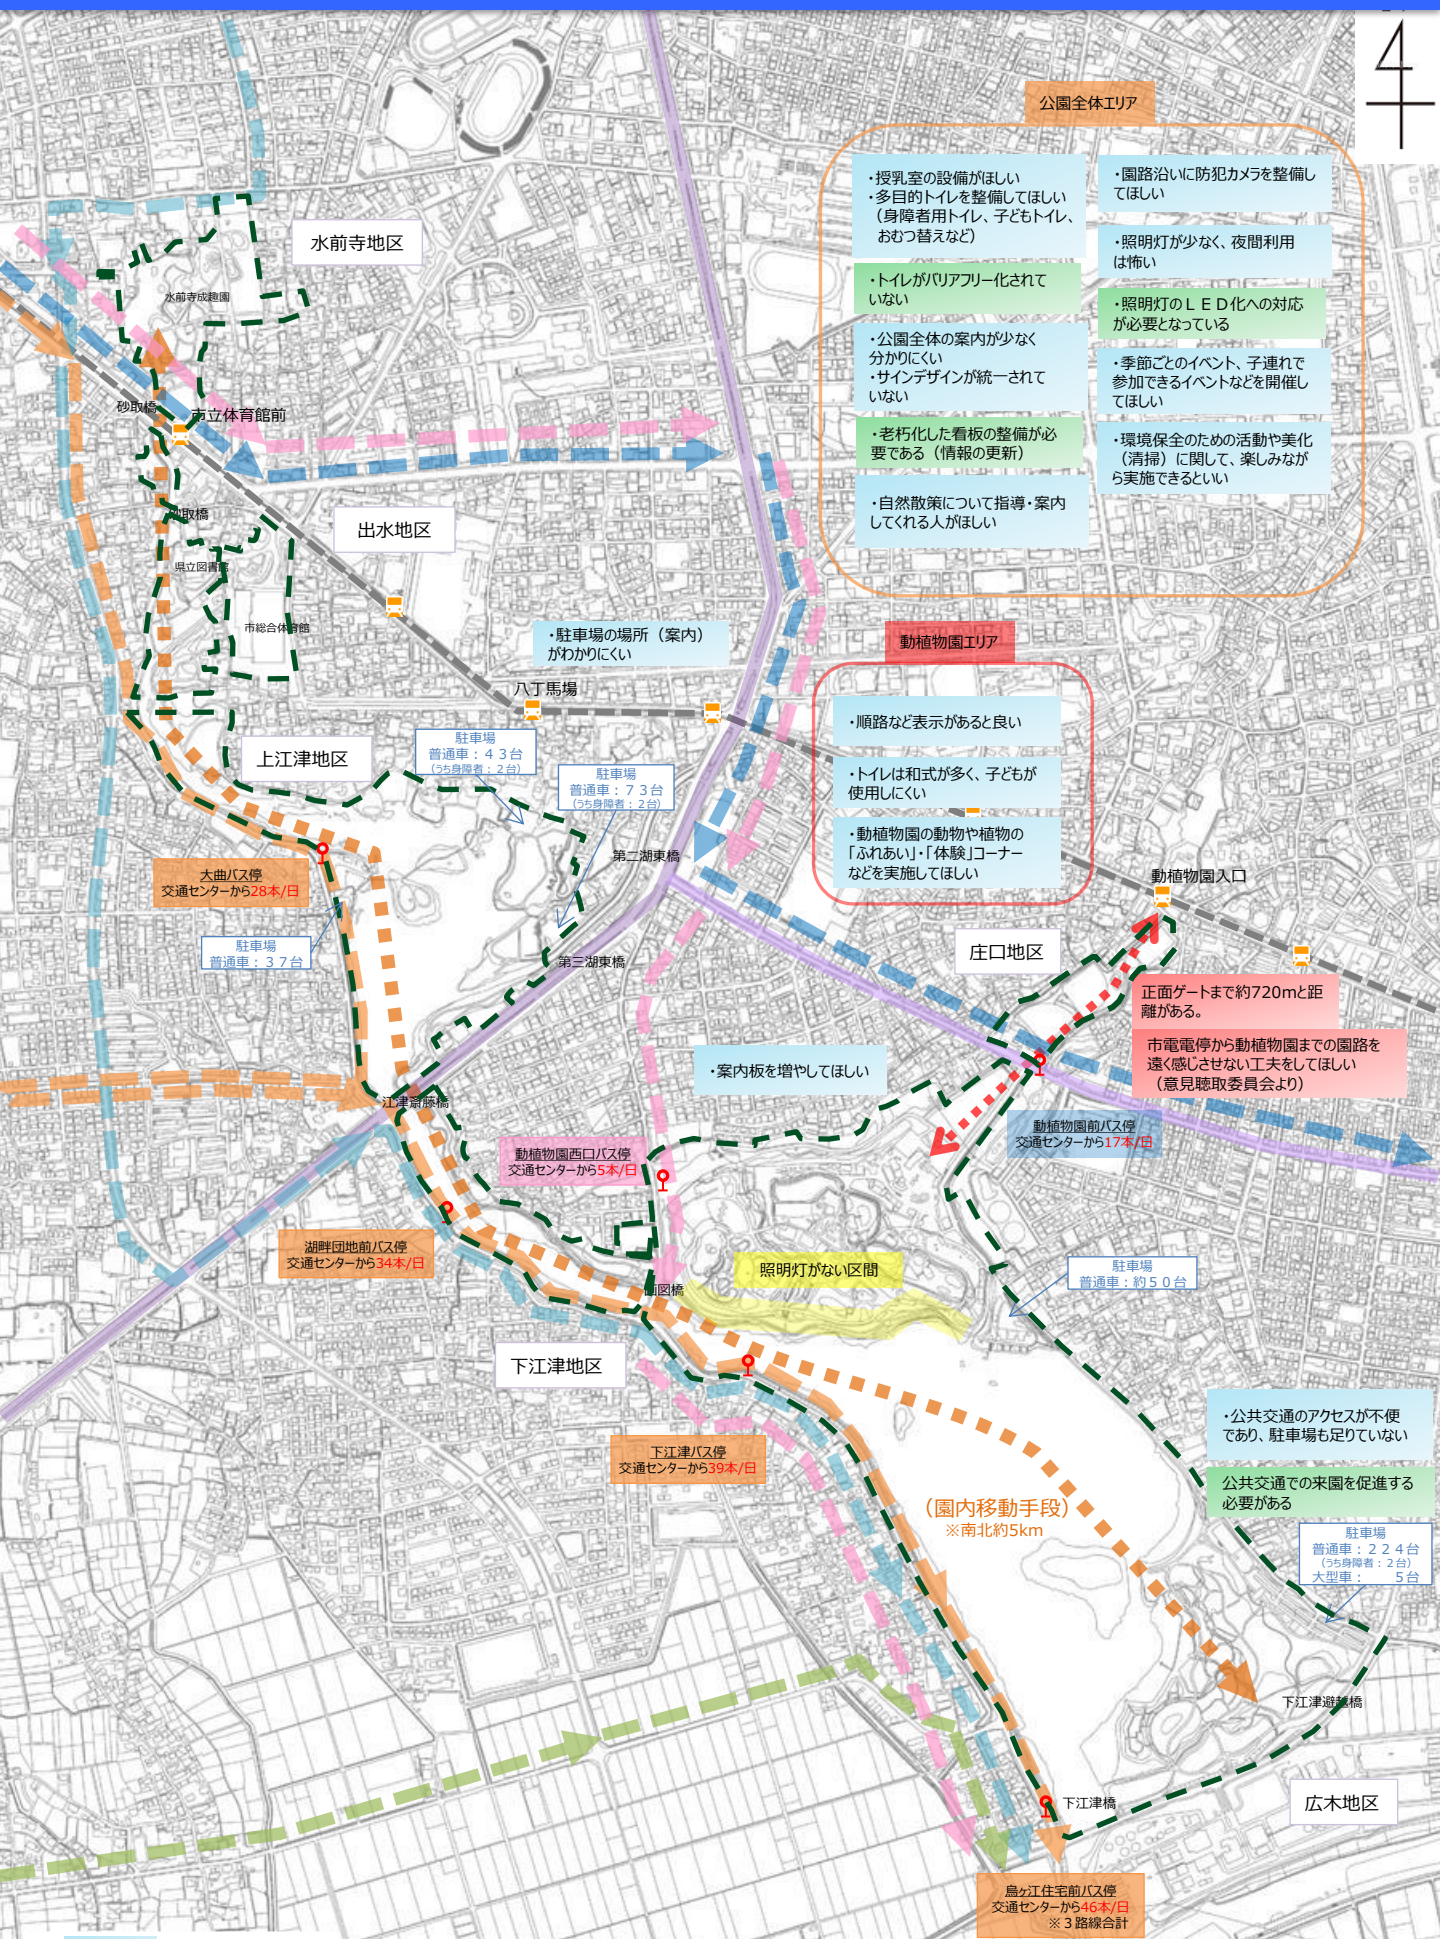 公園全体エリア
・授乳室の設備がほしい
・多目的トイレを整備してほしい
（身障者用トイレ、子どもトイレ、
おむつ替えなど）
・トイレがバリアフリー化されて
いない
・公園全体の案内が少なく
分かりにくい
・サインデザインが統一されて
いない
・老朽化した看板の整備が必
要である（情報の更新）
・自然散策について指導・案内
してくれる人がほしい
・園路沿いに防犯カメラを整備し
てほしい
・照明灯が少なく、夜間利用
は怖い
・照明灯のＬＥＤ化への対応
が必要となっている
・季節ごとのイベント、子連れで
参加できるイベントなどを開催し
てほしい
・環境保全のための活動や美化
（清掃）に関して、楽しみなが
ら実施できるといい
水前寺地区
水前寺成趣園
砂取橋
市立体育館前
砂取橋
出水地区
県立図書館
市総合体育館
・駐車場の場所（案内）
がわかりにくい
八丁馬場
動植物園エリア
・順路など表示があると良い
・トイレは和式が多く、子どもが
使用しにくい
・動植物園の動物や植物の
「ふれあい」・「体験」コーナー
などを実施してほしい
上江津地区
駐車場
普通車：４３台
（うち身障者：２台）
駐車場
普通車：７３台
（うち身障者：２台）
第二湖東橋
大曲バス停
交通センターから28本/日
駐車場
普通車：３７台
第三湖東橋
動植物園入口
庄口地区
正面ゲートまで約720mと距
離がある。
市電電停から動植物園までの園路を
遠く感じさせない工夫をしてほしい
（意見聴取委員会より）
・案内板を増やしてほしい
江津斎藤橋
動植物園前バス停
交通センターから17本/日
動植物園西口バス停
交通センターから5本/日
湖畔団地前バス停
交通センターから34本/日
照明灯がない区間
駐車場
普通車：約５０台
画図橋
下江津地区
下江津バス停
交通センターから39本/日
・公共交通のアクセスが不便
であり、駐車場も足りていない
公共交通での来園を促進する
必要がある
（園内移動手段）
※南北約5km
駐車場
普通車：２２４台
（うち身障者：２台）
大型車：　　５台
下江津避越橋
下江津橋
広木地区
烏ヶ江住宅前バス停
交通センターから46本/日
※３路線合計